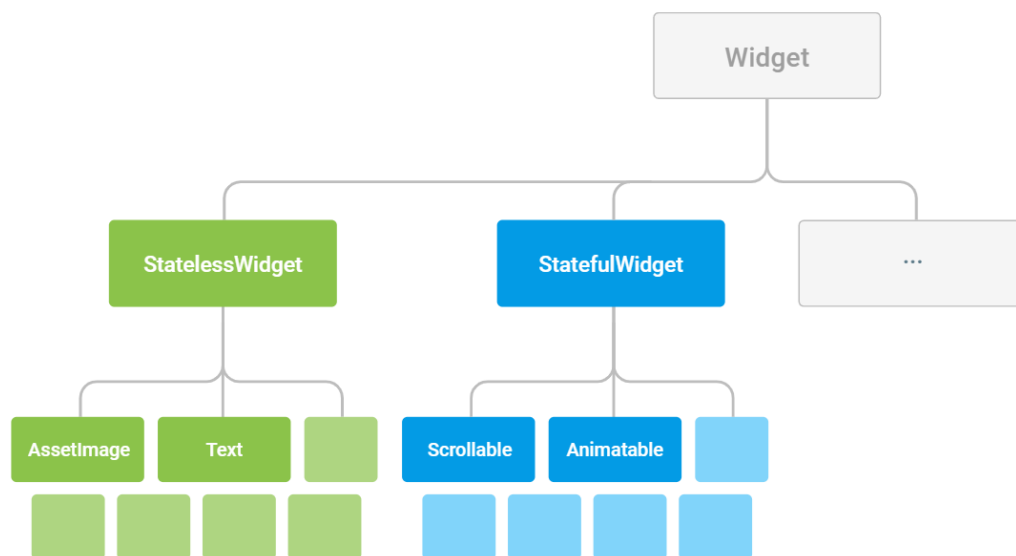 Widget
StatelessWidget
StatefulWidget
...
AssetImage
Text
Scrollable
Animatable